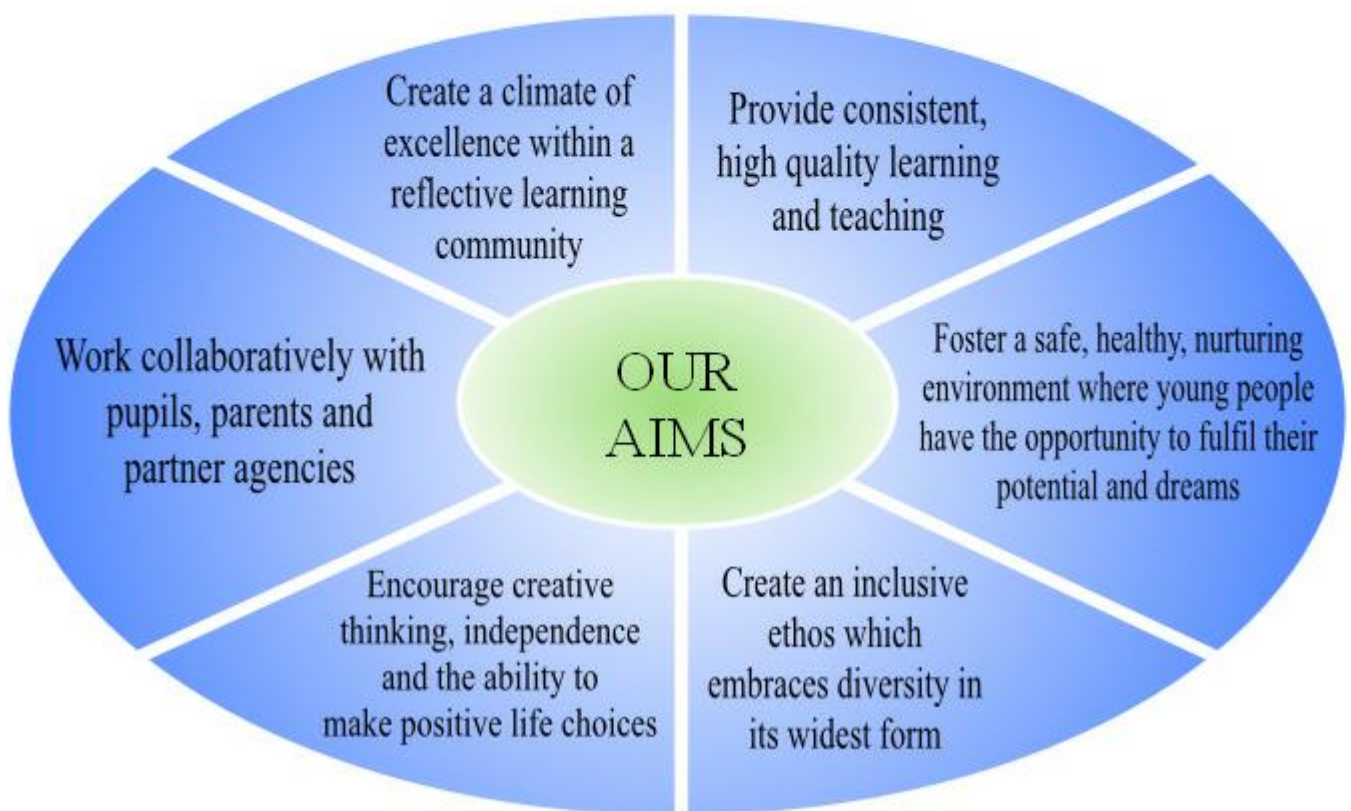 OUR
AIMS
Create a climate of
excellence within a
reflective learning
community
Provide consistent,
high quality learning
and teaching
Foster a safe, healthy, nurturing
environment where young people
have the opportunity to fulfil their
potential and dreams
Create an inclusive
ethos which
embraces diversity in
its widest form
Encourage creative
thinking, independence
and the ability to
make positive life choices
Work collaboratively with
pupils, parents and
partner agencies